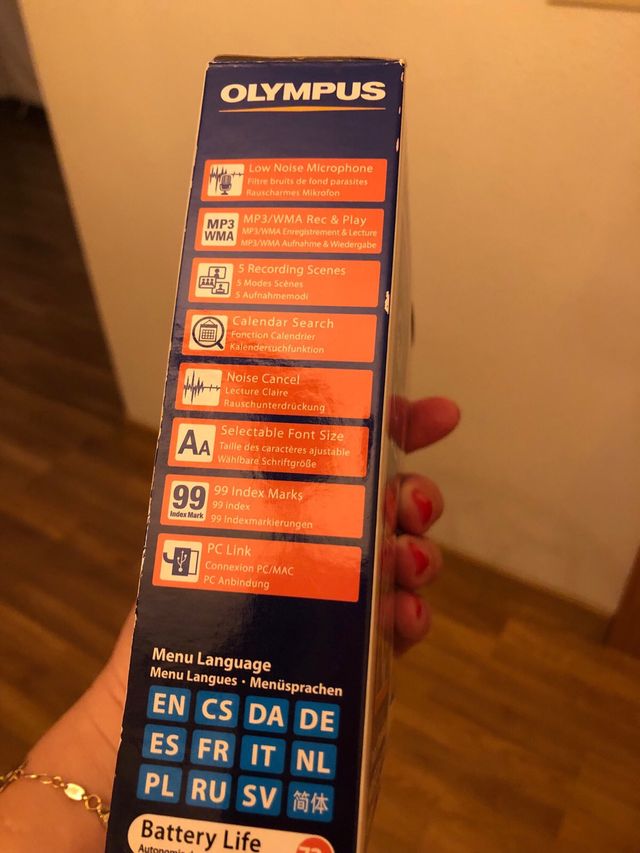 OLYMPUS
Low Noise Microphone
Filtre bruits de fond parasites
Rauscharmes Mikrofon
MP3
WMA
MP3/WMA Rec & Play
MP3/WMA Enregistrement & Lecture
MP3/WMA Aufnahme & Wiedergabe
5 Recording Scenes
5 Modes Scènes
5 Aufnahmemodi
Calendar Search
Fonction Calendrier
Kalendersuchfunktion
Noise Cancel
Lecture Claire
Rauschunterdrückung
AA
Selectable Font Size
Taille des caractères ajustable
Wählbare Schriftgröße
99
Index Mark
99 Index Marks
99 index
99 Indexmarkierungen
PC Link
Connexion PC/MAC
PC Anbindung
Menu Language
Menu Langues · Menüsprachen
EN CS DA DE
ES FR IT NL
PL RU SV 简体
Battery Life